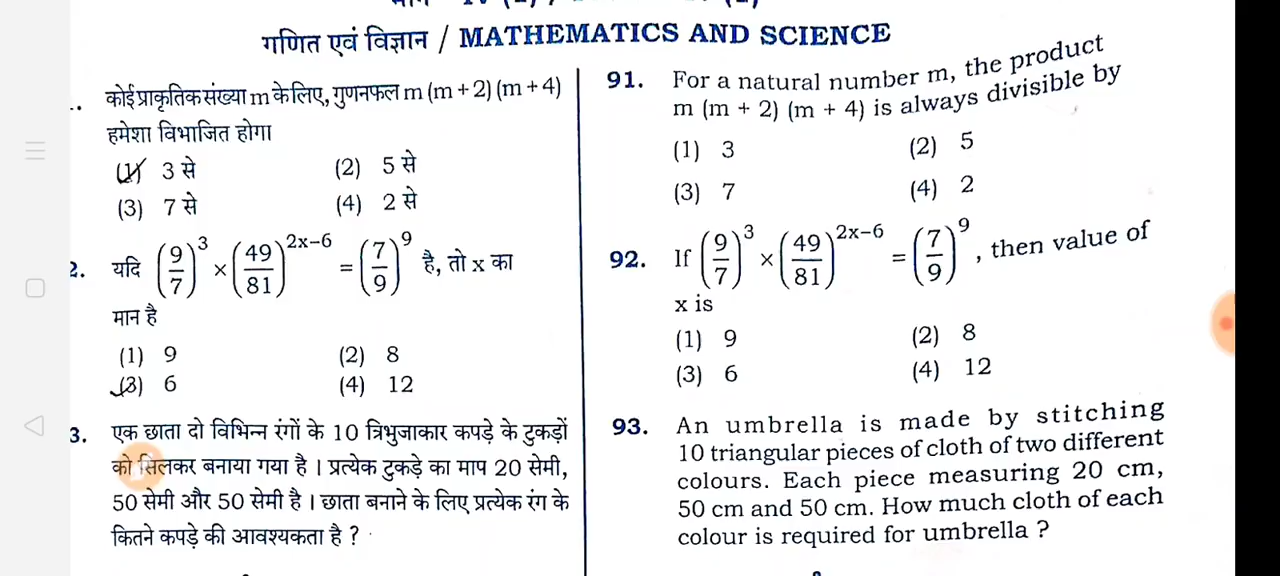 गणित एवं विज्ञान / MATHEMATICS AND SCIENCE
कोई प्राकृतिक संख्या m के लिए, गुणनफल m (m + 2) (m + 4)
हमेशा विभाजित होगा
(1) 3 से (2) 5 से
(3) 7 से (4) 2 से
2. यदि (9/7)^3 × (49/81)^{2x–6} = (7/9)^9 है, तो x का
मान है
(1) 9 (2) 8
(3) 6 (4) 12
3. एक छाता दो विभिन्न रंगों के 10 त्रिभुजाकार कपड़े के टुकड़ों
को सिलकर बनाया गया है । प्रत्येक टुकड़े का माप 20 सेमी,
50 सेमी और 50 सेमी है । छाता बनाने के लिए प्रत्येक रंग के
कितने कपड़े की आवश्यकता है ?
91. For a natural number m, the product
m (m + 2) (m + 4) is always divisible by
(1) 3 (2) 5
(3) 7 (4) 2
92. If (9/7)^3 × (49/81)^{2x–6} = (7/9)^9, then value of
x is
(1) 9 (2) 8
(3) 6 (4) 12
93. An umbrella is made by stitching
10 triangular pieces of cloth of two different
colours. Each piece measuring 20 cm,
50 cm and 50 cm. How much cloth of each
colour is required for umbrella ?